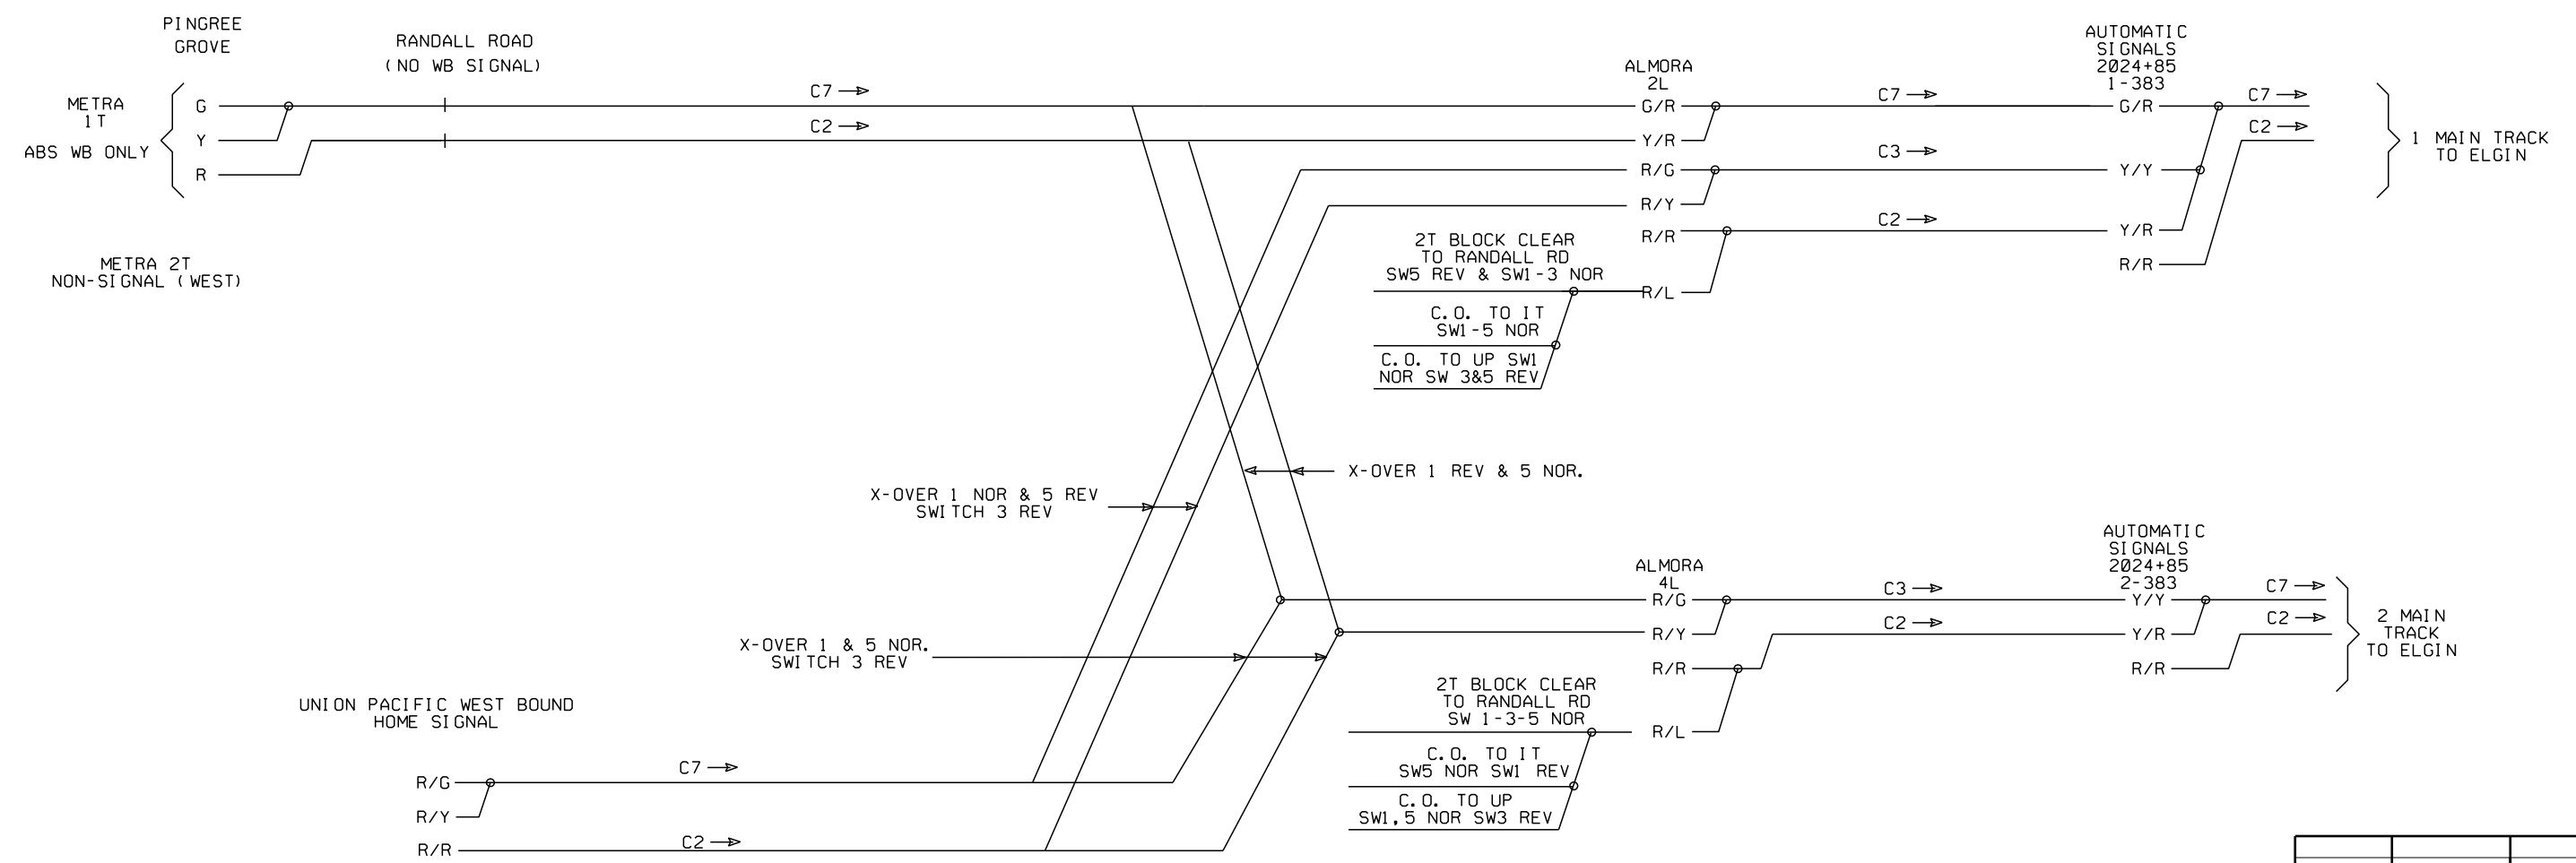 PINGREE
GROVE
RANDALL ROAD
(NO WB SIGNAL)
METRA
1T
ABS WB ONLY
G
Y
R
C7
C2
METRA 2T
NON-SIGNAL (WEST)
ALMORA
2L
G/R
Y/R
R/G
R/Y
R/R
R/L
2T BLOCK CLEAR
TO RANDALL RD
SW5 REV & SW1-3 NOR
C.O. TO IT
SW1-5 NOR
C.O. TO UP SW1
NOR SW 3&5 REV
C7
C3
C2
AUTOMATIC
SIGNALS
2024+85
1-383
G/R
Y/Y
Y/R
R/R
C7
C2
1 MAIN TRACK
TO ELGIN
X-OVER 1 REV & 5 NOR.
X-OVER 1 NOR & 5 REV
SWITCH 3 REV
X-OVER 1 & 5 NOR.
SWITCH 3 REV
UNION PACIFIC WEST BOUND
HOME SIGNAL
R/G
R/Y
R/R
C7
C2
ALMORA
4L
R/G
R/Y
R/R
R/L
2T BLOCK CLEAR
TO RANDALL RD
SW 1-3-5 NOR
C.O. TO IT
SW5 NOR SW1 REV
C.O. TO UP
SW1,5 NOR SW3 REV
C3
C2
AUTOMATIC
SIGNALS
2024+85
2-383
Y/Y
Y/R
R/R
C7
C2
2 MAIN
TRACK
TO ELGIN